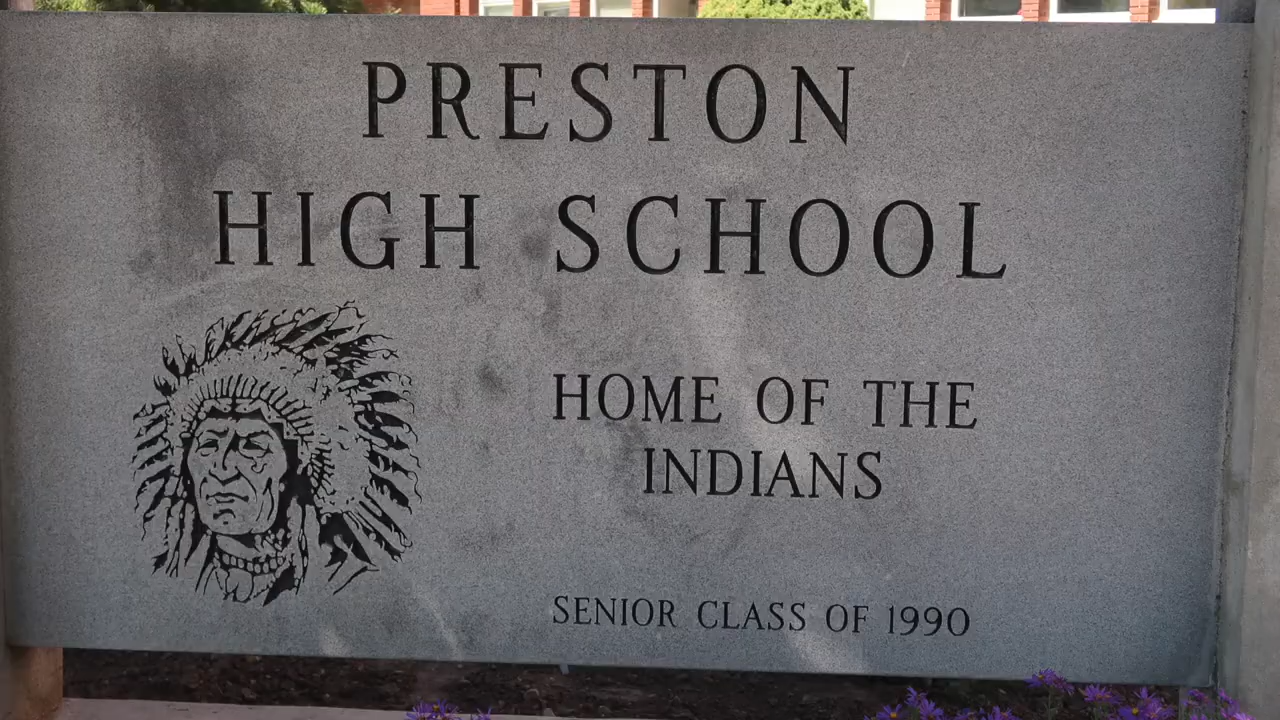 PRESTON
HIGH SCHOOL
HOME OF THE
INDIANS
SENIOR CLASS OF 1990